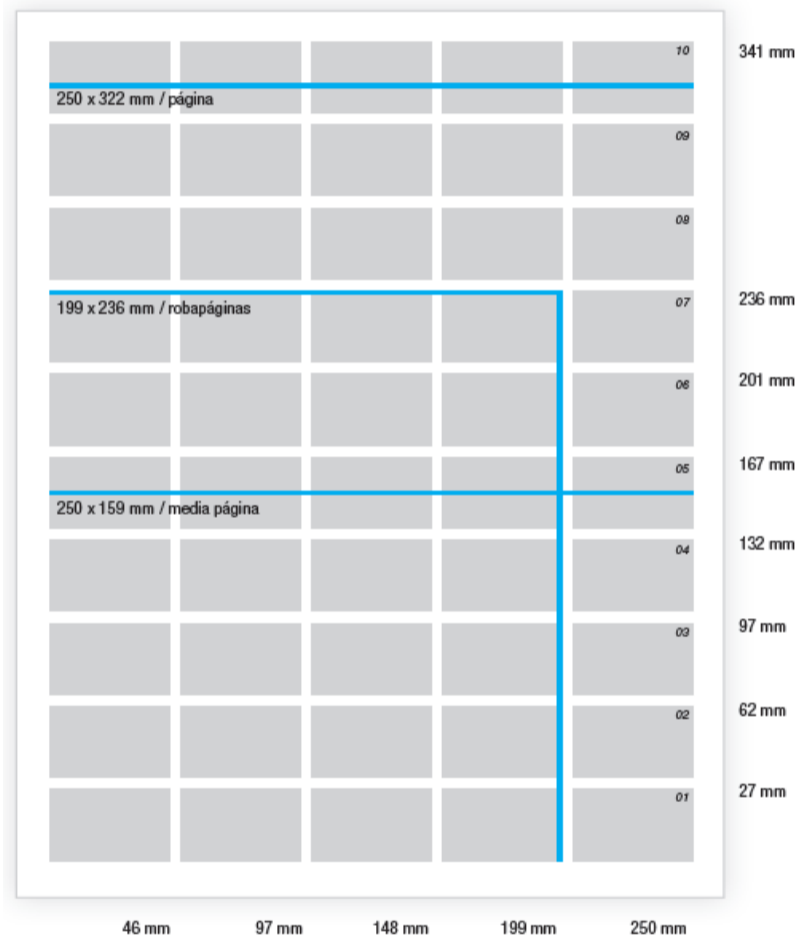 10
341 mm
250 x 322 mm / página
09
08
199 x 236 mm / robapáginas
07
236 mm
06
201 mm
05
167 mm
250 x 159 mm / media página
04
132 mm
03
97 mm
02
62 mm
01
27 mm
46 mm
97 mm
148 mm
199 mm
250 mm